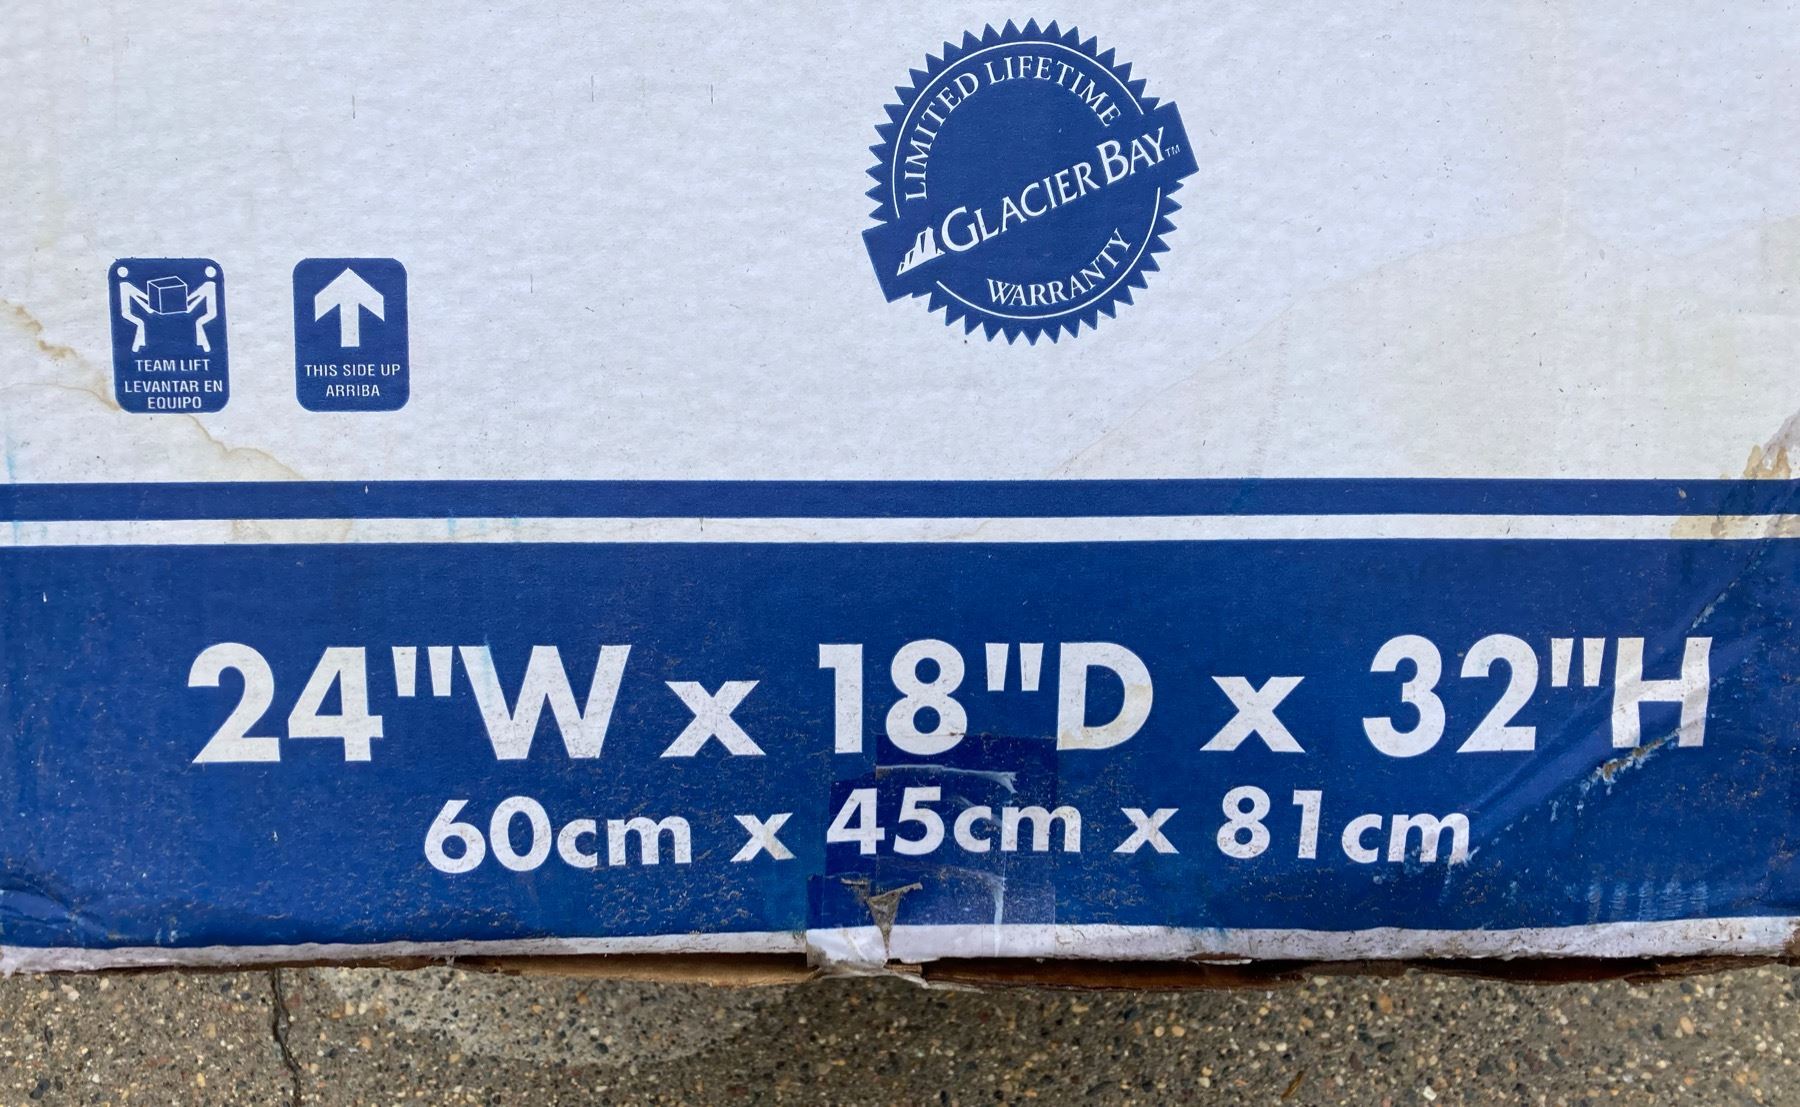 LIMITED LIFETIME
GLACIER BAY™
WARRANTY
TEAM LIFT
LEVANTAR EN
EQUIPO
THIS SIDE UP
ARRIBA
24"W x 18"D x 32"H
60cm x 45cm x 81cm